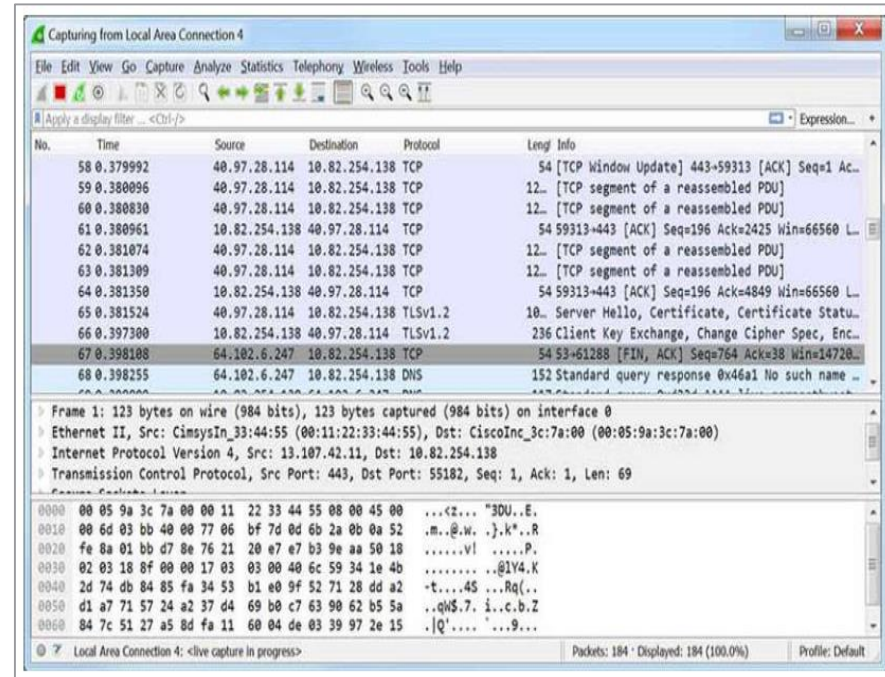 Capturing from Local Area Connection 4
File Edit View Go Capture Analyze Statistics Telephony Wireless Tools Help
Apply a display filter ... <Ctrl-/> Expression... +
No. Time Source Destination Protocol Lengt Info
58 0.379992 40.97.28.114 10.82.254.138 TCP 54 [TCP Window Update] 443→59313 [ACK] Seq=1 Ac…
59 0.380096 40.97.28.114 10.82.254.138 TCP 12… [TCP segment of a reassembled PDU]
60 0.380830 40.97.28.114 10.82.254.138 TCP 12… [TCP segment of a reassembled PDU]
61 0.380961 10.82.254.138 40.97.28.114 TCP 54 59313→443 [ACK] Seq=196 Ack=2425 Win=66560 L…
62 0.381074 40.97.28.114 10.82.254.138 TCP 12… [TCP segment of a reassembled PDU]
63 0.381309 40.97.28.114 10.82.254.138 TCP 12… [TCP segment of a reassembled PDU]
64 0.381350 10.82.254.138 40.97.28.114 TCP 54 59313→443 [ACK] Seq=196 Ack=4849 Win=66560 L…
65 0.381524 40.97.28.114 10.82.254.138 TLSv1.2 10… Server Hello, Certificate, Certificate Statu…
66 0.397300 10.82.254.138 40.97.28.114 TLSv1.2 236 Client Key Exchange, Change Cipher Spec, Enc…
67 0.398108 64.102.6.247 10.82.254.138 TCP 54 53→61288 [FIN, ACK] Seq=764 Ack=38 Win=14720…
68 0.398255 64.102.6.247 10.82.254.138 DNS 152 Standard query response 0x46a1 No such name …
Frame 1: 123 bytes on wire (984 bits), 123 bytes captured (984 bits) on interface 0
Ethernet II, Src: CimsysIn_33:44:55 (00:11:22:33:44:55), Dst: CiscoInc_3c:7a:00 (00:05:9a:3c:7a:00)
Internet Protocol Version 4, Src: 13.107.42.11, Dst: 10.82.254.138
Transmission Control Protocol, Src Port: 443, Dst Port: 55182, Seq: 1, Ack: 1, Len: 69
0000 00 05 9a 3c 7a 00 00 11 22 33 44 55 08 00 45 00 ...<z... "3DU..E.
0010 00 6d 03 bb 40 00 77 06 bf 7d 0d 6b 2a 0b 0a 52 .m..@.w. .}.k*..R
0020 fe 8a 01 bb d7 8e 76 21 20 e7 e7 b3 9e aa 50 18 ......v! .....P.
0030 02 03 18 8f 00 00 17 03 03 00 40 6c 59 34 1e 4b ........ ..@lY4.K
0040 2d 74 db 84 85 fa 34 53 b1 e0 9f 52 71 28 dd a2 -t....4S ...Rq(..
0050 d1 a7 71 57 24 a2 37 d4 69 b0 c7 63 90 62 b5 5a ..qW$.7. i..c.b.Z
0060 84 7c 51 27 a5 8d fa 11 60 04 de 03 39 97 2e 15 .|Q'.... `...9...
Local Area Connection 4: <live capture in progress> Packets: 184 · Displayed: 184 (100.0%) Profile: Default